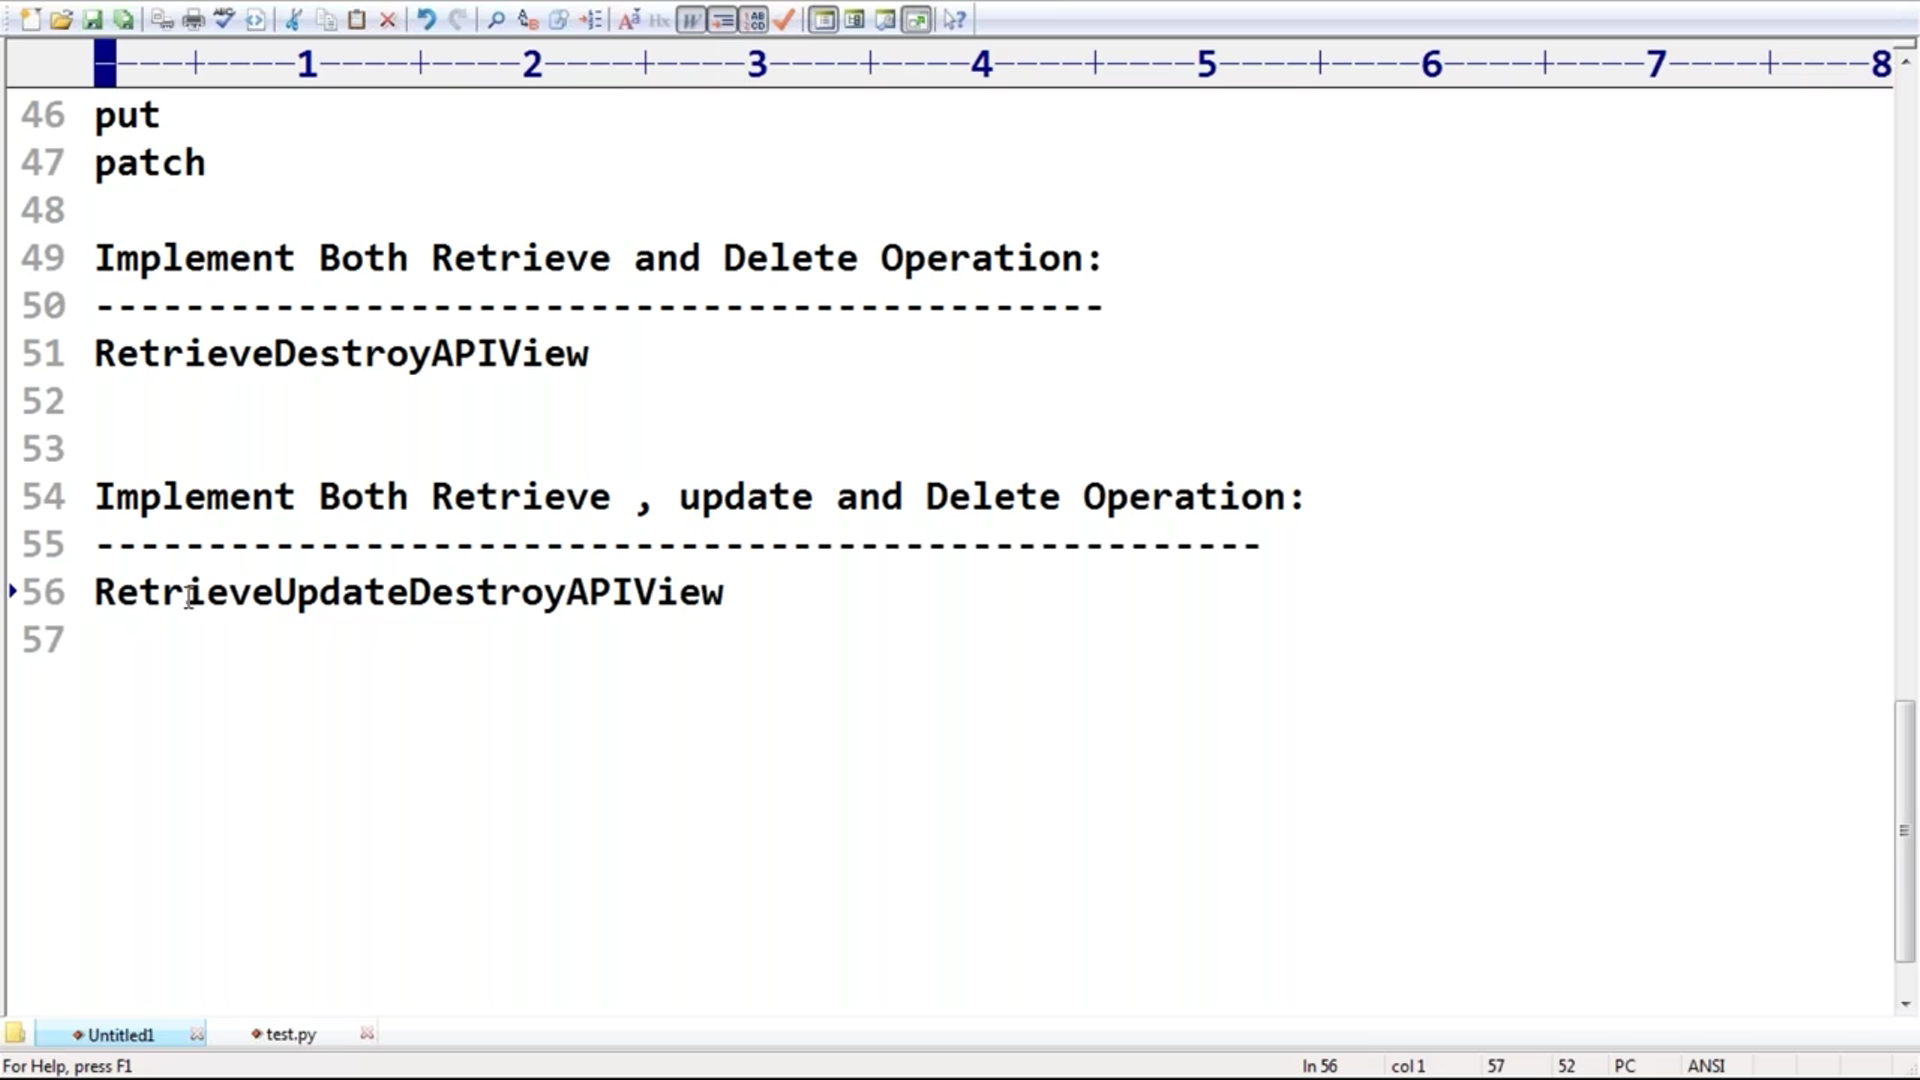 1 2 3 4 5 6 7 8
46 put
47 patch
48
49 Implement Both Retrieve and Delete Operation:
50 ---------------------------------------------
51 RetrieveDestroyAPIView
52
53
54 Implement Both Retrieve , update and Delete Operation:
55 ----------------------------------------------------
56 RetrieveUpdateDestroyAPIView
57
Untitled1 test.py
For Help, press F1 ln 56 col 1 57 52 PC ANSI